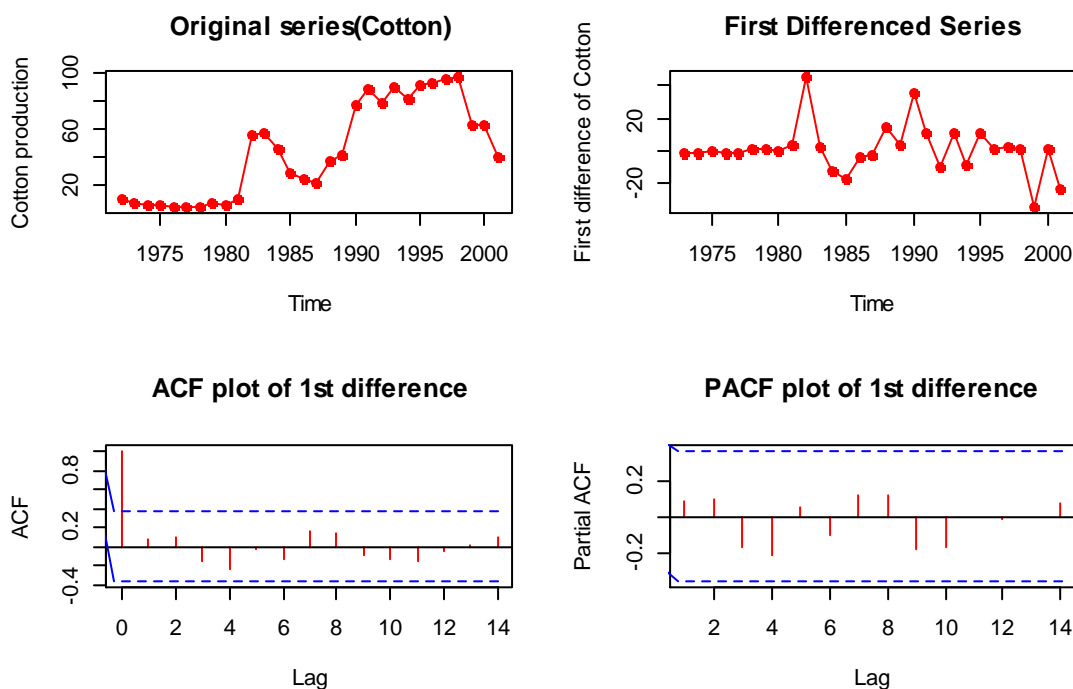 Original series(Cotton)
Cotton production
100
60
20
1975 1980 1985 1990 1995 2000
Time
First Differenced Series
First difference of Cotton
20
20
1975 1980 1985 1990 1995 2000
Time
ACF plot of 1st difference
ACF
0.8
0.2
-0.4
0 2 4 6 8 10 12 14
Lag
PACF plot of 1st difference
Partial ACF
0.2
-0.2
2 4 6 8 10 12 14
Lag